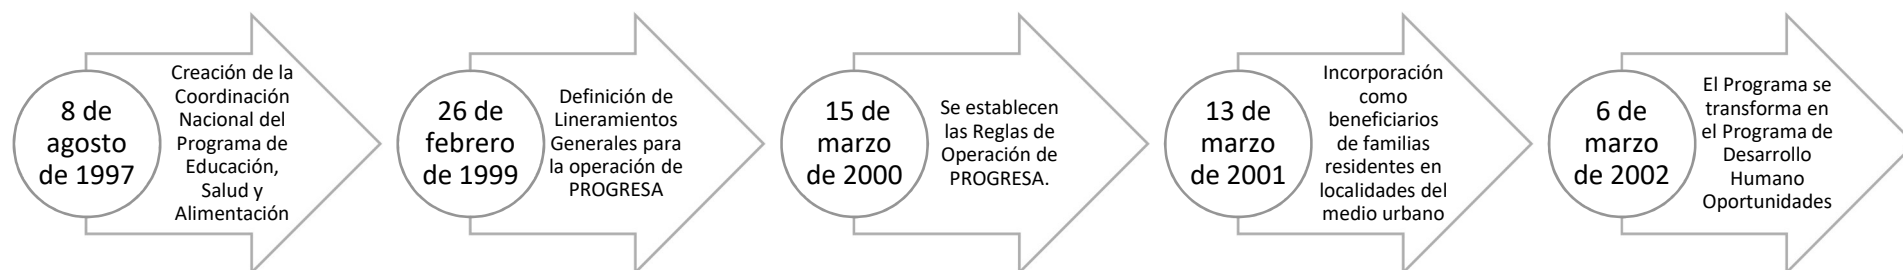 8 de
agosto
de 1997
Creación de la
Coordinación
Nacional del
Programa de
Educación,
Salud y
Alimentación
26 de
febrero
de 1999
Definición de
Lineramientos
Generales para
la operación de
PROGRESA
15 de
marzo
de 2000
Se establecen
las Reglas de
Operación de
PROGRESA.
13 de
marzo
de 2001
Incorporación
como
beneficiarios
de familias
residentes en
localidades del
medio urbano
6 de
marzo
de 2002
El Programa se
transforma en
el Programa de
Desarrollo
Humano
Oportunidades